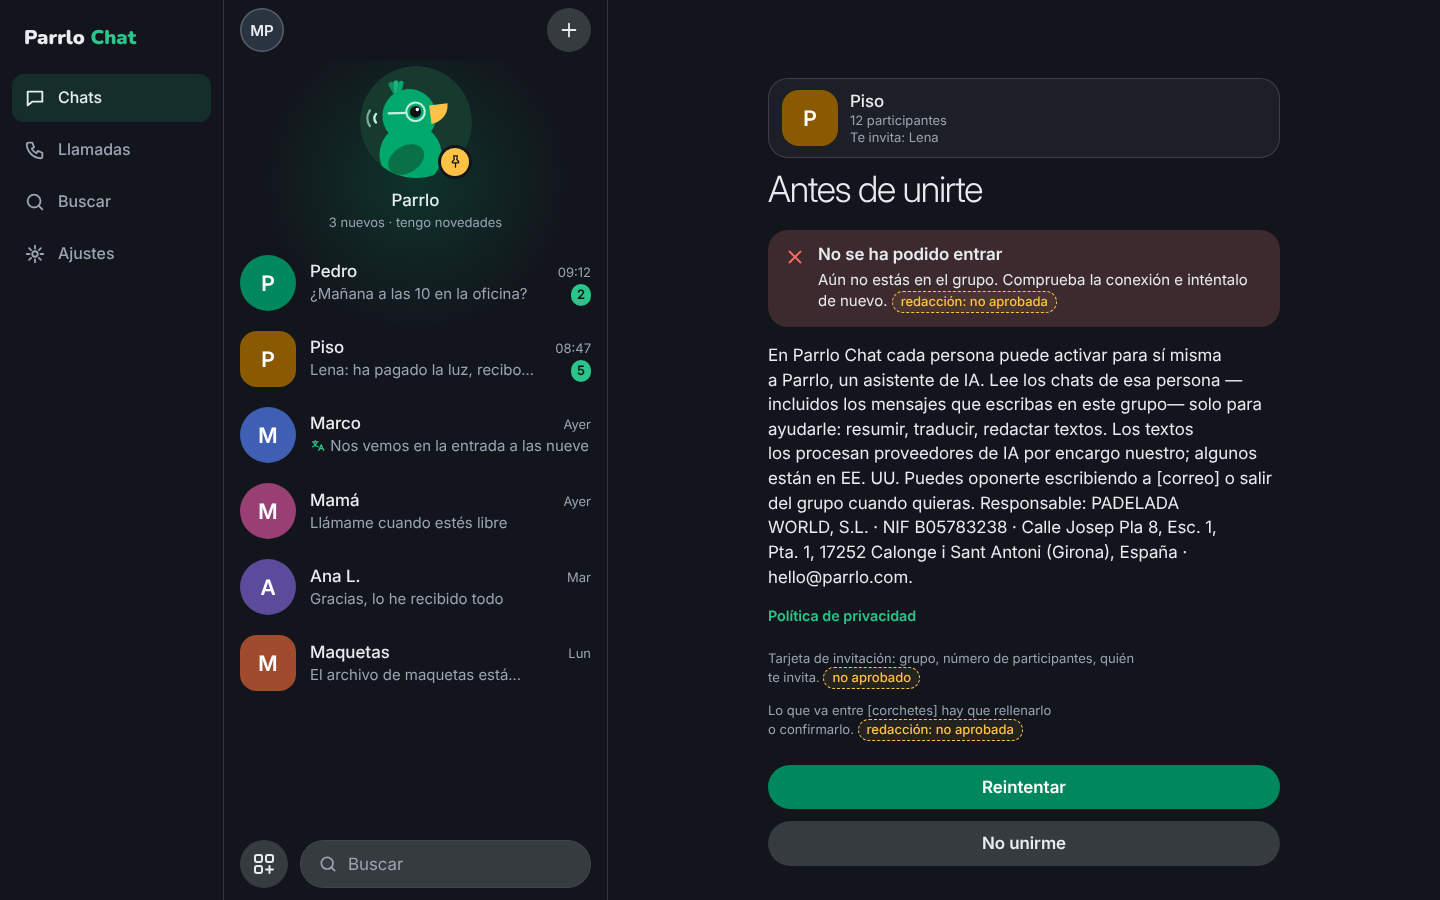 Parrlo Chat
Chats
Llamadas
Buscar
Ajustes
MP
Parrlo
3 nuevos · tengo novedades
P
Pedro
09:12
¿Mañana a las 10 en la oficina?
2
P
Piso
08:47
Lena: ha pagado la luz, recibo...
5
M
Marco
Ayer
Nos vemos en la entrada a las nueve
M
Mamá
Ayer
Llámame cuando estés libre
A
Ana L.
Mar
Gracias, lo he recibido todo
M
Maquetas
Lun
El archivo de maquetas está...
Buscar
P
Piso
12 participantes
Te invita: Lena
Antes de unirte
No se ha podido entrar
Aún no estás en el grupo. Comprueba la conexión e inténtalo
de nuevo. redacción: no aprobada
En Parrlo Chat cada persona puede activar para sí misma
a Parrlo, un asistente de IA. Lee los chats de esa persona —
incluidos los mensajes que escribas en este grupo— solo para
ayudarle: resumir, traducir, redactar textos. Los textos
los procesan proveedores de IA por encargo nuestro; algunos
están en EE. UU. Puedes oponerte escribiendo a [correo] o salir
del grupo cuando quieras. Responsable: PADELADA
WORLD, S.L. · NIF B05783238 · Calle Josep Pla 8, Esc. 1,
Pta. 1, 17252 Calonge i Sant Antoni (Girona), España ·
hello@parrlo.com.
Política de privacidad
Tarjeta de invitación: grupo, número de participantes, quién
te invita. no aprobado
Lo que va entre [corchetes] hay que rellenarlo
o confirmarlo. redacción: no aprobada
Reintentar
No unirme